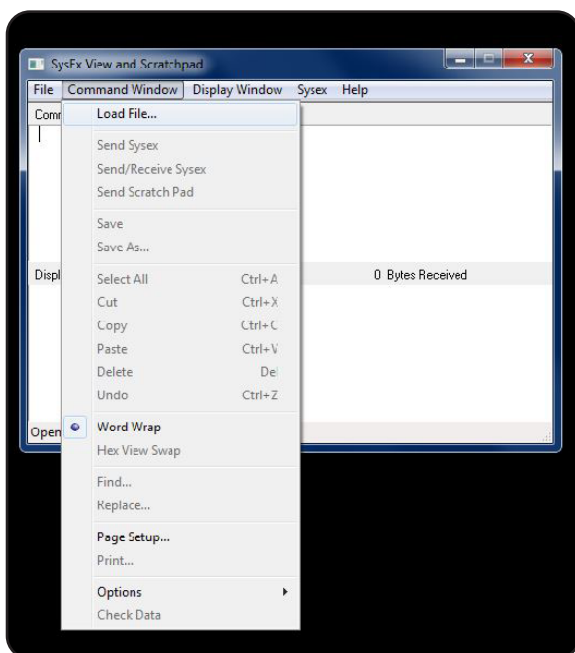 SysEx View and Scratchpad
File Command Window Display Window Sysex Help
Load File...
Send Sysex
Send/Receive Sysex
Send Scratch Pad
Save
Save As...
0 Bytes Received
Select All Ctrl+A
Cut Ctrl+X
Copy Ctrl+C
Paste Ctrl+V
Delete Del
Undo Ctrl+Z
Word Wrap
Open
Hex View Swap
Find...
Replace...
Page Setup...
Print...
Options
Check Data